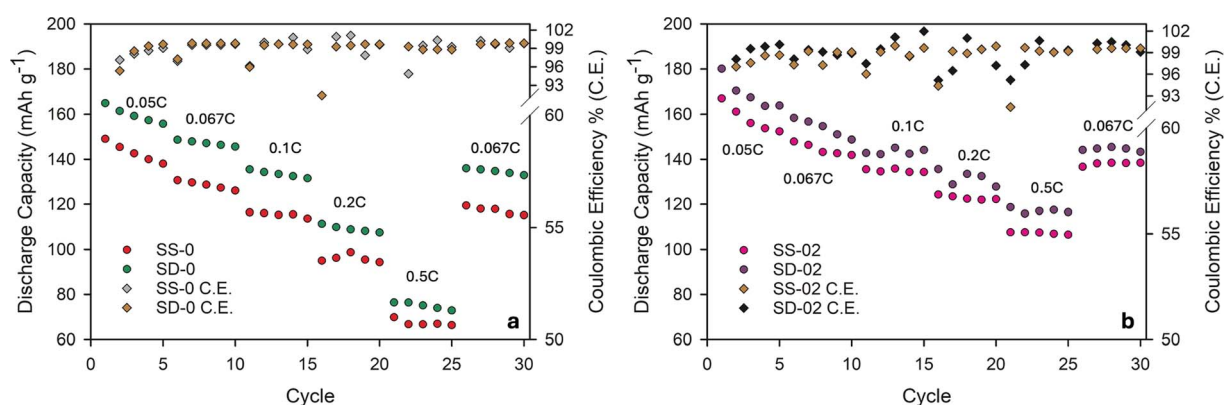 200
180
160
140
120
100
80
60
Discharge Capacity (mAh g⁻¹)
0.05C
0.067C
0.1C
0.2C
0.5C
0.067C
SS-0
SD-0
SS-0 C.E.
SD-0 C.E.
a
102
99
96
93
60
55
50
Coulombic Efficiency % (C.E.)
0 5 10 15 20 25 30
Cycle
200
180
160
140
120
100
80
60
Discharge Capacity (mAh g⁻¹)
0.05C
0.067C
0.1C
0.2C
0.5C
0.067C
SS-02
SD-02
SS-02 C.E.
SD-02 C.E.
b
102
99
96
93
60
55
50
Coulombic Efficiency % (C.E.)
0 5 10 15 20 25 30
Cycle